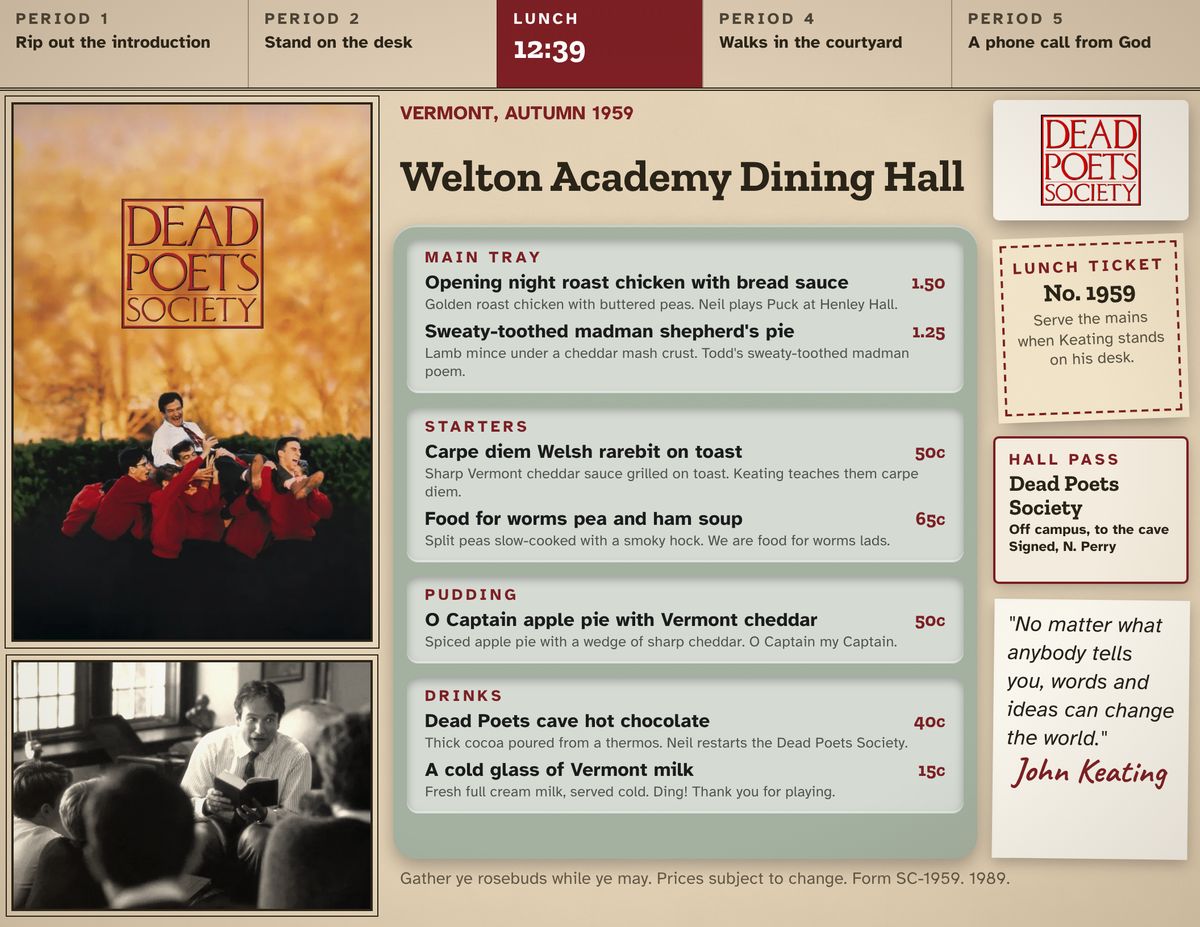 PERIOD 1
Rip out the introduction
PERIOD 2
Stand on the desk
LUNCH
12:39
PERIOD 4
Walks in the courtyard
PERIOD 5
A phone call from God
DEAD
POETS
SOCIETY
VERMONT, AUTUMN 1959
Welton Academy Dining Hall
MAIN TRAY
Opening night roast chicken with bread sauce 1.50
Golden roast chicken with buttered peas. Neil plays Puck at Henley Hall.
Sweaty-toothed madman shepherd's pie 1.25
Lamb mince under a cheddar mash crust. Todd's sweaty-toothed madman
poem.
STARTERS
Carpe diem Welsh rarebit on toast 50c
Sharp Vermont cheddar sauce grilled on toast. Keating teaches them carpe
diem.
Food for worms pea and ham soup 65c
Split peas slow-cooked with a smoky hock. We are food for worms lads.
PUDDING
O Captain apple pie with Vermont cheddar 50c
Spiced apple pie with a wedge of sharp cheddar. O Captain my Captain.
DRINKS
Dead Poets cave hot chocolate 40c
Thick cocoa poured from a thermos. Neil restarts the Dead Poets Society.
A cold glass of Vermont milk 15c
Fresh full cream milk, served cold. Ding! Thank you for playing.
Gather ye rosebuds while ye may. Prices subject to change. Form SC-1959. 1989.
DEAD
POETS
SOCIETY
LUNCH TICKET
No. 1959
Serve the mains
when Keating stands
on his desk.
HALL PASS
Dead Poets
Society
Off campus, to the cave
Signed, N. Perry
"No matter what
anybody tells
you, words and
ideas can change
the world."
John Keating